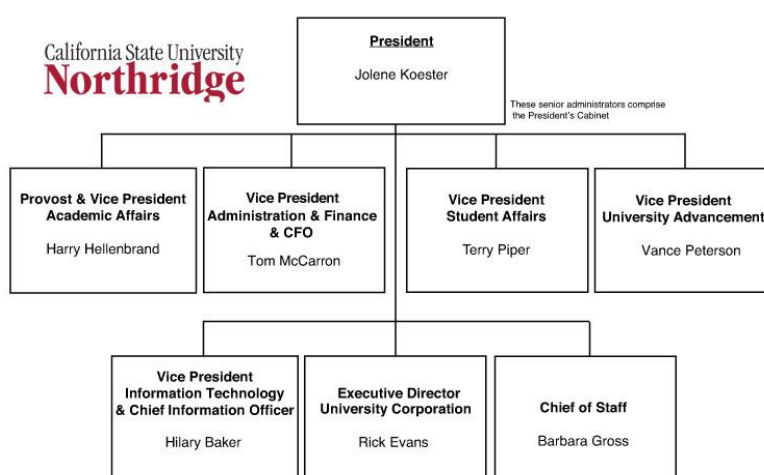 California State University
Northridge
President
Jolene Koester
These senior administrators comprise
the President's Cabinet
Provost & Vice President
Academic Affairs
Harry Hellenbrand
Vice President
Administration & Finance
& CFO
Tom McCarron
Vice President
Student Affairs
Terry Piper
Vice President
University Advancement
Vance Peterson
Vice President
Information Technology
& Chief Information Officer
Hilary Baker
Executive Director
University Corporation
Rick Evans
Chief of Staff
Barbara Gross